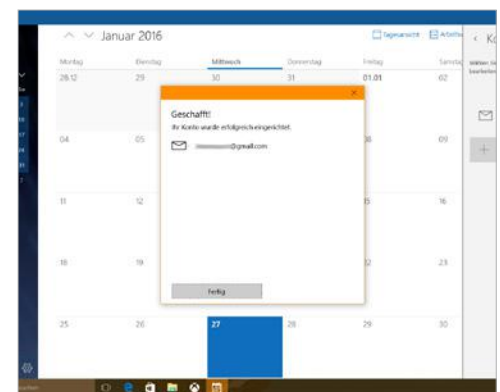 Januar 2016
Tagesansicht
Montag Dienstag Mittwoch Donnerstag Freitag
28.12 29 30 31 01.01 02
Geschafft!
Ihr Konto wurde erfolgreich eingerichtet.
@gmail.com
04 05 09
11 12 15 16
18 19 22 23
Fertig
25 26 27 28 29 30